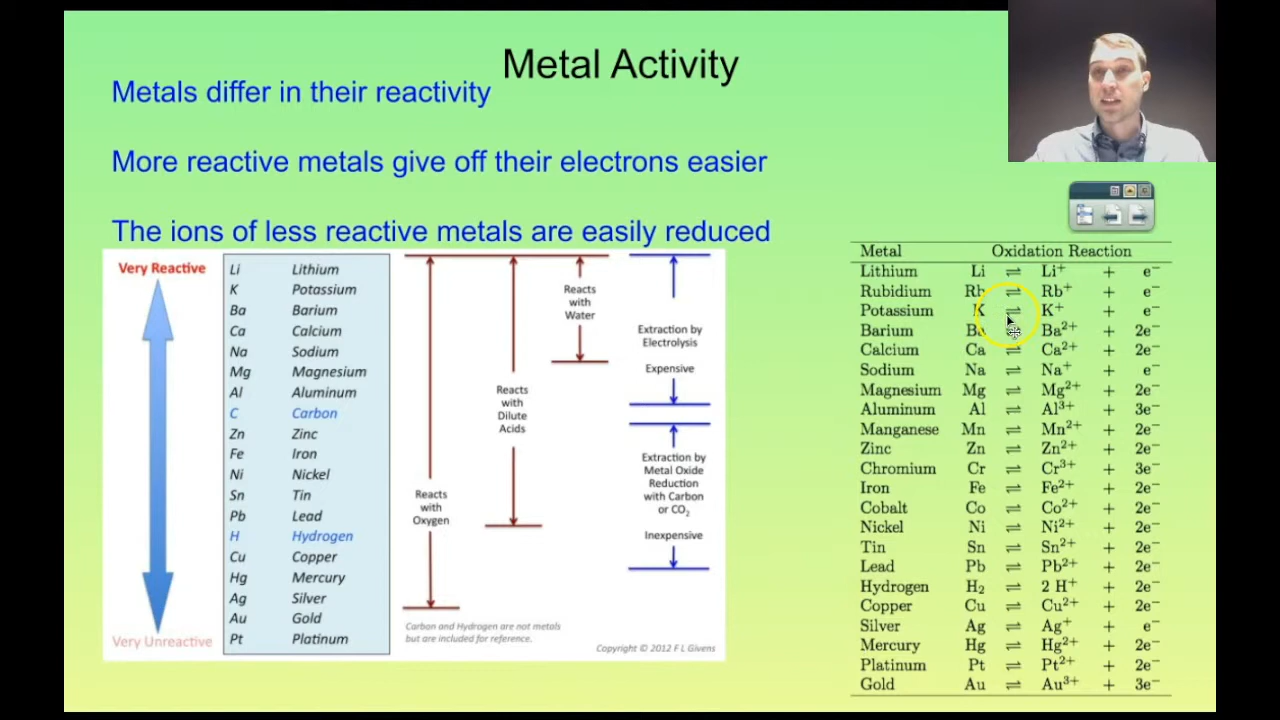 Metal Activity
Metals differ in their reactivity
More reactive metals give off their electrons easier
The ions of less reactive metals are easily reduced
Very Reactive
Very Unreactive
Li Lithium
K Potassium
Ba Barium
Ca Calcium
Na Sodium
Mg Magnesium
Al Aluminum
C Carbon
Zn Zinc
Fe Iron
Ni Nickel
Sn Tin
Pb Lead
H Hydrogen
Cu Copper
Hg Mercury
Ag Silver
Au Gold
Pt Platinum
Reacts
with
Oxygen
Reacts
with
Dilute
Acids
Reacts
with
Water
Extraction by
Electrolysis
Expensive
Extraction by
Metal Oxide
Reduction
with Carbon
or CO₂
Inexpensive
Carbon and Hydrogen are not metals
but are included for reference.
Copyright © 2012 F L Givens
Metal Oxidation Reaction
Lithium Li ⇌ Li⁺ + e⁻
Rubidium Rb ⇌ Rb⁺ + e⁻
Potassium K ⇌ K⁺ + e⁻
Barium Ba ⇌ Ba²⁺ + 2e⁻
Calcium Ca ⇌ Ca²⁺ + 2e⁻
Sodium Na ⇌ Na⁺ + e⁻
Magnesium Mg ⇌ Mg²⁺ + 2e⁻
Aluminum Al ⇌ Al³⁺ + 3e⁻
Manganese Mn ⇌ Mn²⁺ + 2e⁻
Zinc Zn ⇌ Zn²⁺ + 2e⁻
Chromium Cr ⇌ Cr³⁺ + 3e⁻
Iron Fe ⇌ Fe²⁺ + 2e⁻
Cobalt Co ⇌ Co²⁺ + 2e⁻
Nickel Ni ⇌ Ni²⁺ + 2e⁻
Tin Sn ⇌ Sn²⁺ + 2e⁻
Lead Pb ⇌ Pb²⁺ + 2e⁻
Hydrogen H₂ ⇌ 2 H⁺ + 2e⁻
Copper Cu ⇌ Cu²⁺ + 2e⁻
Silver Ag ⇌ Ag⁺ + e⁻
Mercury Hg ⇌ Hg²⁺ + 2e⁻
Platinum Pt ⇌ Pt²⁺ + 2e⁻
Gold Au ⇌ Au³⁺ + 3e⁻